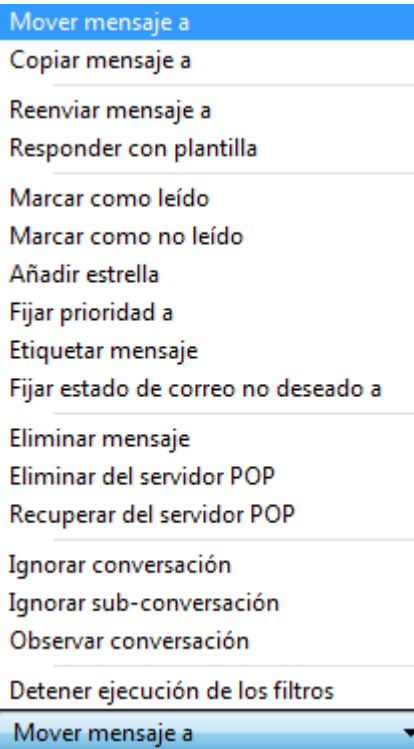 Mover mensaje a
Copiar mensaje a
Reenviar mensaje a
Responder con plantilla
Marcar como leído
Marcar como no leído
Añadir estrella
Fijar prioridad a
Etiquetar mensaje
Fijar estado de correo no deseado a
Eliminar mensaje
Eliminar del servidor POP
Recuperar del servidor POP
Ignorar conversación
Ignorar sub-conversación
Observar conversación
Detener ejecución de los filtros
Mover mensaje a